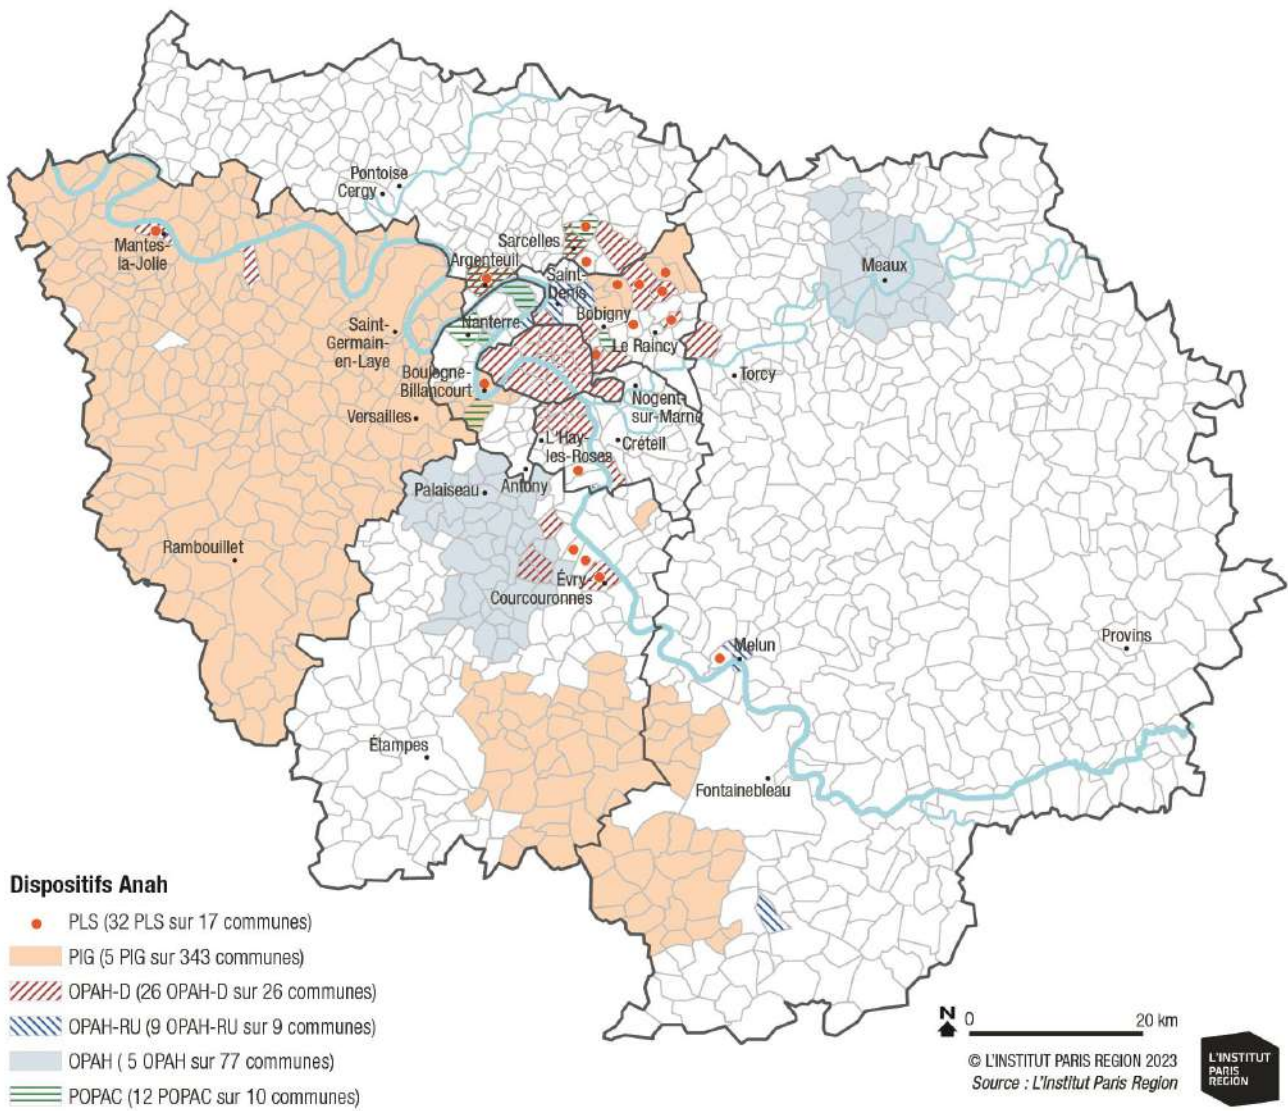 Pontoise
Cergy
Mantes-
la-Jolie
Sarcelles
Argenteuil
Saint-
Denis
Meaux
Nanterre
Bobigny
Saint-
Germain-
en-Laye
Le Raincy
Boulogne-
Billancourt
Torcy
Nogent-
sur-Marne
Versailles
L'Hay-
les-Roses
Créteil
Palaiseau
Antony
Rambouillet
Évry-
Courcouronnes
Melun
Provins
Étampes
Fontainebleau
Dispositifs Anah
PLS (32 PLS sur 17 communes)
PIG (5 PIG sur 343 communes)
OPAH-D (26 OPAH-D sur 26 communes)
OPAH-RU (9 OPAH-RU sur 9 communes)
OPAH ( 5 OPAH sur 77 communes)
POPAC (12 POPAC sur 10 communes)
N 0 20 km
© L'INSTITUT PARIS REGION 2023
Source : L'Institut Paris Region
L'INSTITUT
PARIS
REGION